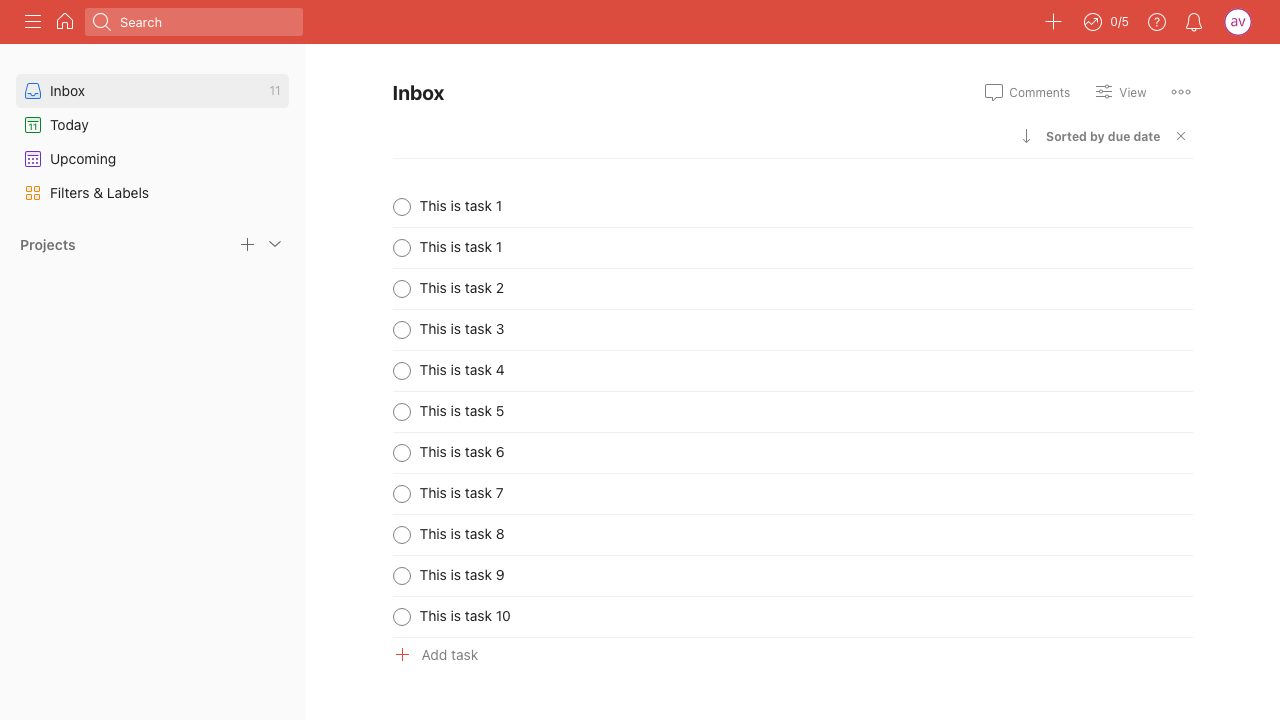 Search
0/5
av
Inbox 11
Today
Upcoming
Filters & Labels
Projects
Inbox
Comments
View
Sorted by due date
This is task 1
This is task 1
This is task 2
This is task 3
This is task 4
This is task 5
This is task 6
This is task 7
This is task 8
This is task 9
This is task 10
Add task